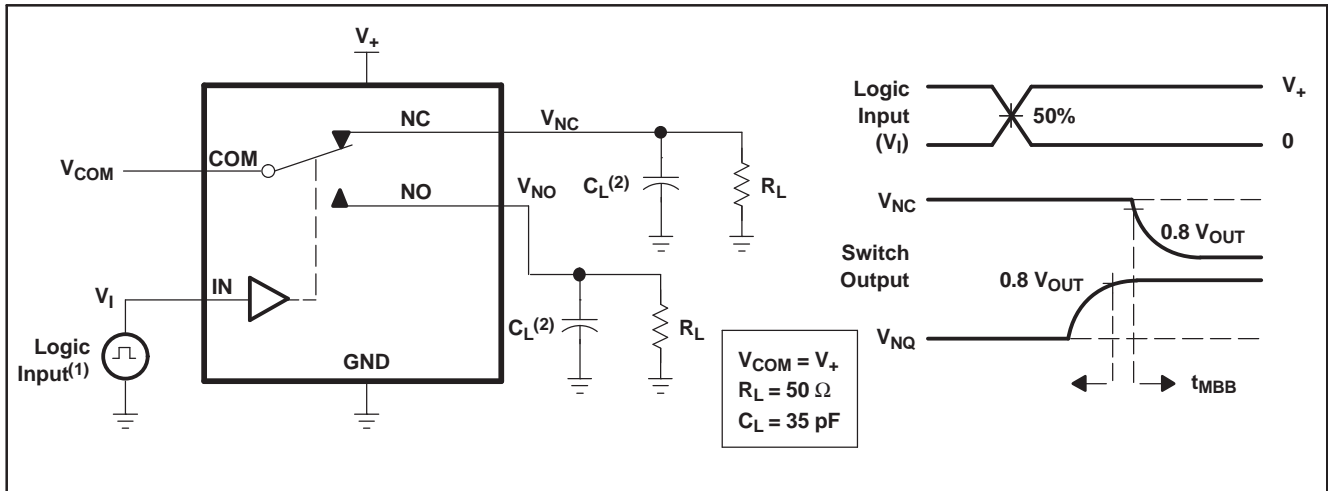 V+
NC
VNC
COM
VCOM
NO
VNO
CL(2)
RL
IN
VI
CL(2)
RL
Logic
Input(1)
GND
VCOM = V+
RL = 50 Ω
CL = 35 pF
Logic
Input
(VI)
50%
V+
0
VNC
0.8 VOUT
Switch
Output
0.8 VOUT
VNQ
tMBB